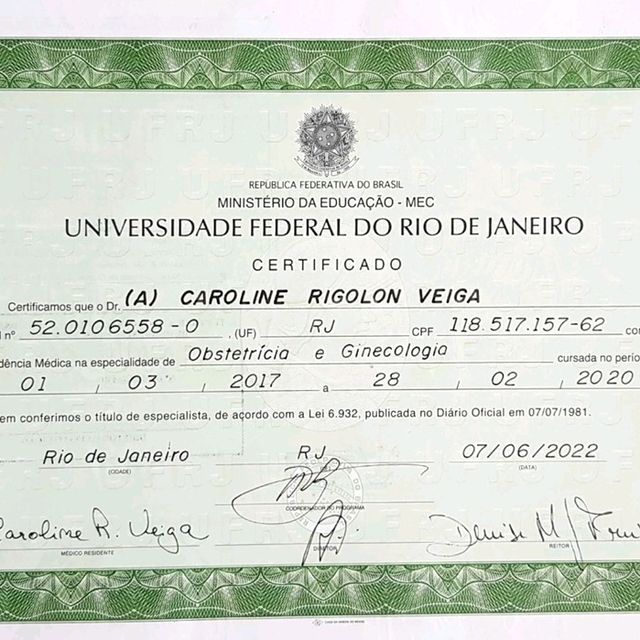 REPÚBLICA FEDERATIVA DO BRASIL
MINISTÉRIO DA EDUCAÇÃO - MEC
UNIVERSIDADE FEDERAL DO RIO DE JANEIRO
CERTIFICADO
Certificamos que o Dr. (A) CAROLINE RIGOLON VEIGA
nº 52.0106558-0 , (UF) RJ CPF 118.517.157-62
dência Médica na especialidade de Obstetrícia e Ginecologia cursada no perío
01 / 03 / 2017 a 28 / 02 / 2020
em conferimos o título de especialista, de acordo com a Lei 6.932, publicada no Diário Oficial em 07/07/1981.
Rio de Janeiro RJ 07/06/2022
(CIDADE) (DATA)
COORDENADOR DO PROGRAMA
Caroline R. Veiga Denise
MÉDICO RESIDENTE DIRETOR REITOR